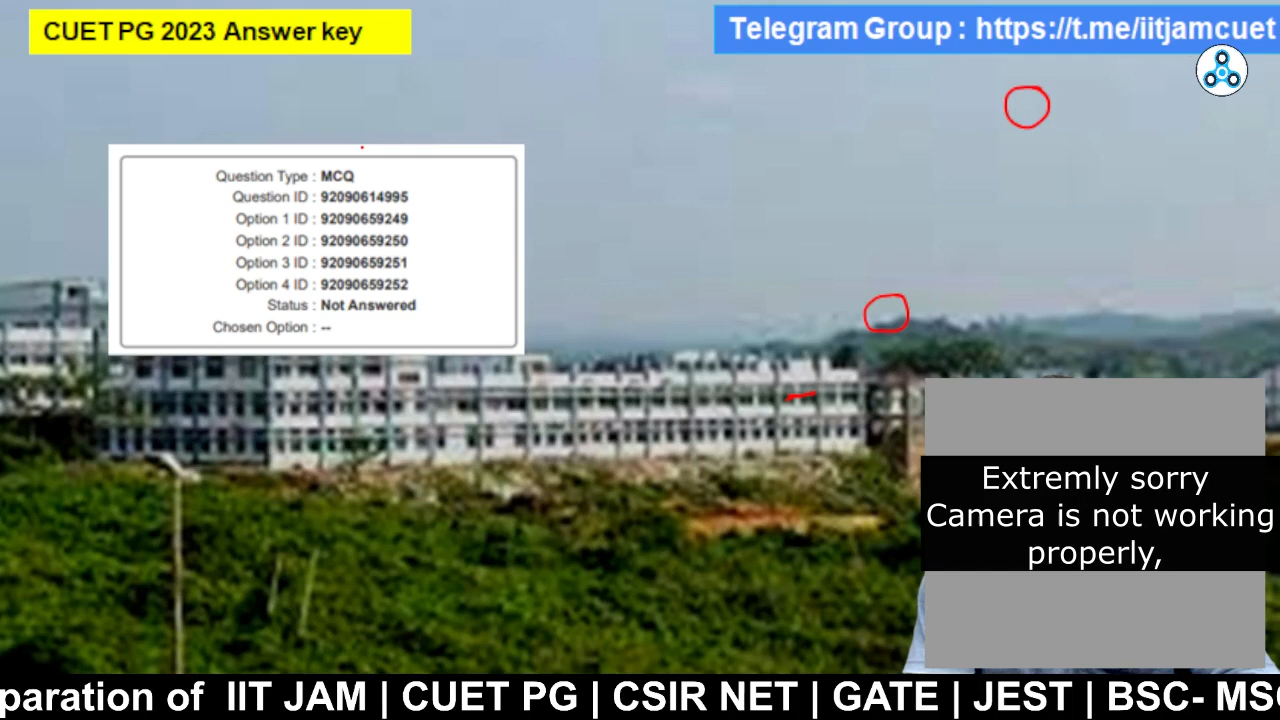 CUET PG 2023 Answer key
Telegram Group : https://t.me/iitjamcuet
Question Type : MCQ
Question ID : 92090614995
Option 1 ID : 92090659249
Option 2 ID : 92090659250
Option 3 ID : 92090659251
Option 4 ID : 92090659252
Status : Not Answered
Chosen Option : --
Extremly sorry
Camera is not working
properly,
paration of IIT JAM | CUET PG | CSIR NET | GATE | JEST | BSC- MS